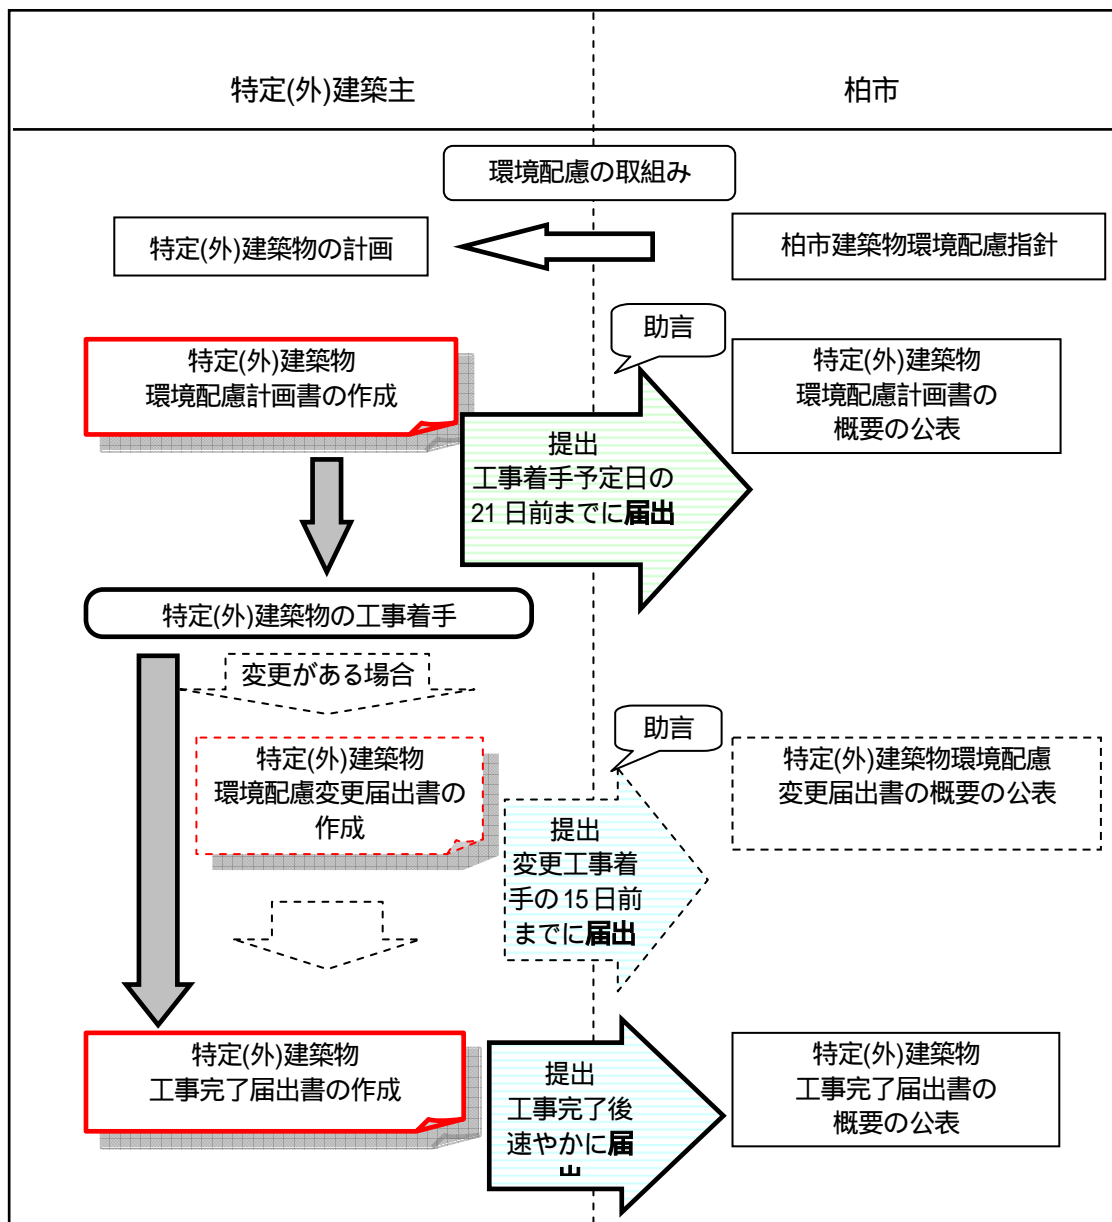 特定(外)建築主
柏市
環境配慮の取組み
特定(外)建築物の計画
柏市建築物環境配慮指針
助言
特定(外)建築物
環境配慮計画書の作成
提出
工事着手予定日の
21 日前までに届出
特定(外)建築物
環境配慮計画書の
概要の公表
特定(外)建築物の工事着手
変更がある場合
助言
特定(外)建築物
環境配慮変更届出書の
作成
提出
変更工事着
手の 15 日前
までに届出
特定(外)建築物環境配慮
変更届出書の概要の公表
特定(外)建築物
工事完了届出書の作成
提出
工事完了後
速やかに届
出
特定(外)建築物
工事完了届出書の
概要の公表